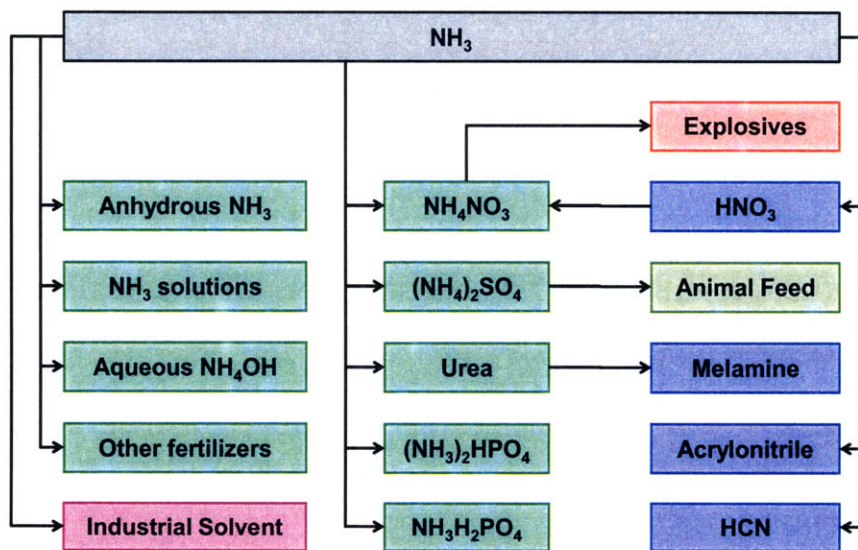 NH₃
Explosives
Anhydrous NH₃
NH₄NO₃
HNO₃
NH₃ solutions
(NH₄)₂SO₄
Animal Feed
Aqueous NH₄OH
Urea
Melamine
Other fertilizers
(NH₃)₂HPO₄
Acrylonitrile
Industrial Solvent
NH₃H₂PO₄
HCN